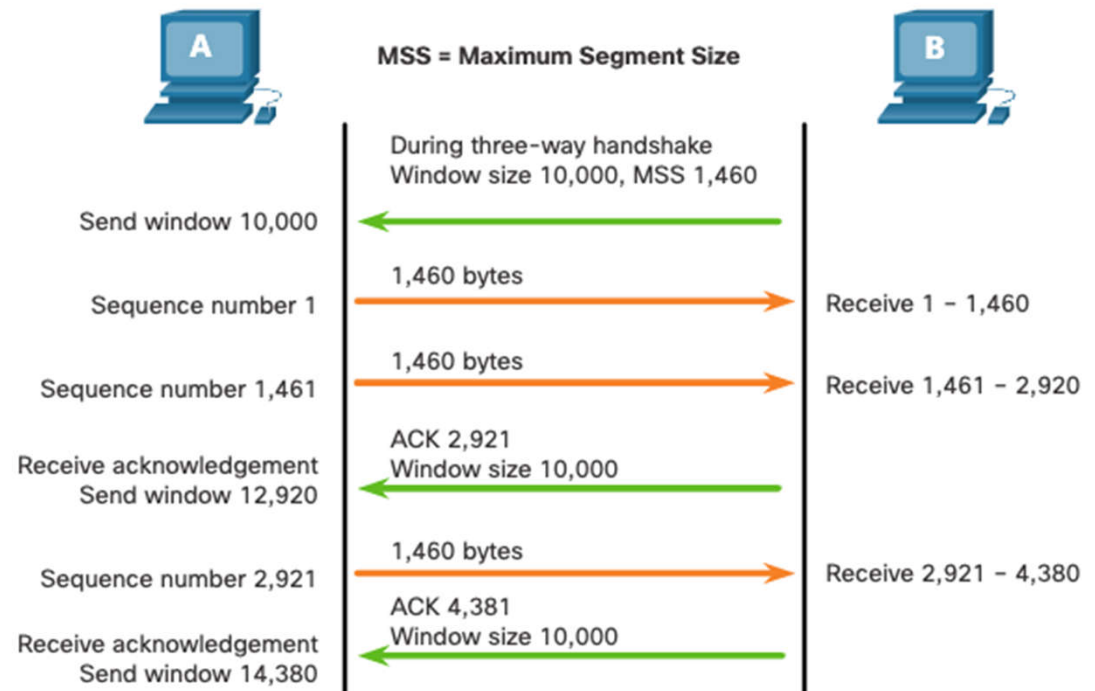 A
B
MSS = Maximum Segment Size
During three-way handshake
Window size 10,000, MSS 1,460
Send window 10,000
1,460 bytes
Sequence number 1
Receive 1 – 1,460
1,460 bytes
Sequence number 1,461
Receive 1,461 – 2,920
ACK 2,921
Window size 10,000
Receive acknowledgement
Send window 12,920
1,460 bytes
Sequence number 2,921
Receive 2,921 – 4,380
ACK 4,381
Window size 10,000
Receive acknowledgement
Send window 14,380